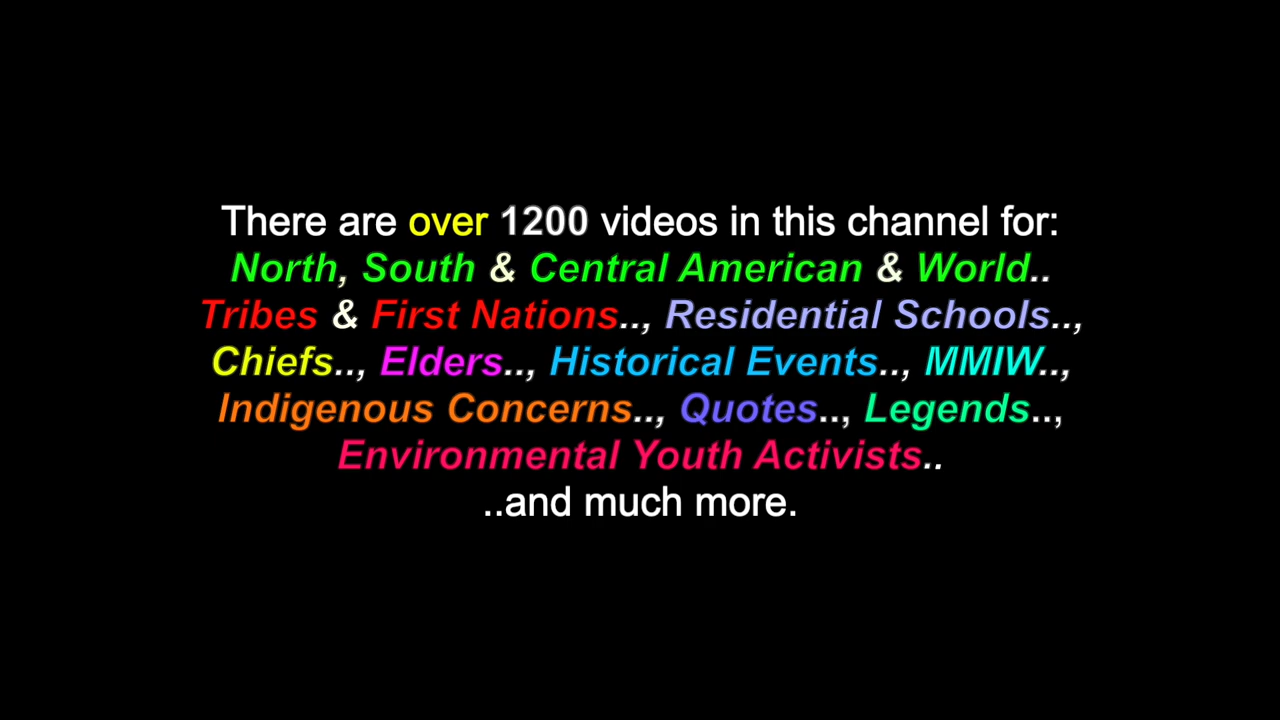 There are over 1200 videos in this channel for:
North, South & Central American & World..
Tribes & First Nations.., Residential Schools..,
Chiefs.., Elders.., Historical Events.., MMIW..,
Indigenous Concerns.., Quotes.., Legends..,
Environmental Youth Activists..
..and much more.